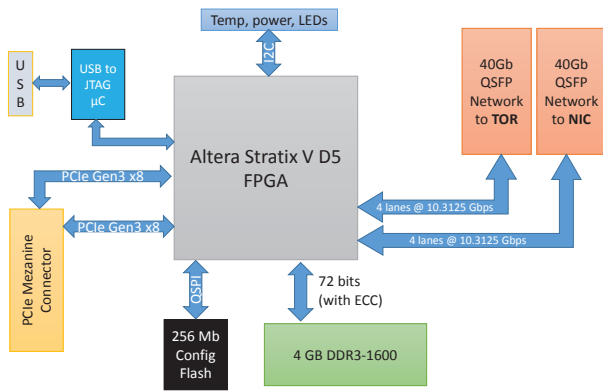 Temp, power, LEDs
I2C
U
S
B
USB to
JTAG
µC
40Gb
QSFP
Network
to TOR
40Gb
QSFP
Network
to NIC
Altera Stratix V D5
FPGA
PCIe Gen3 x8
4 lanes @ 10.3125 Gbps
PCIe Gen3 x8
4 lanes @ 10.3125 Gbps
PCIe Mezanine
Connector
QSPI
72 bits
(with ECC)
256 Mb
Config
Flash
4 GB DDR3-1600